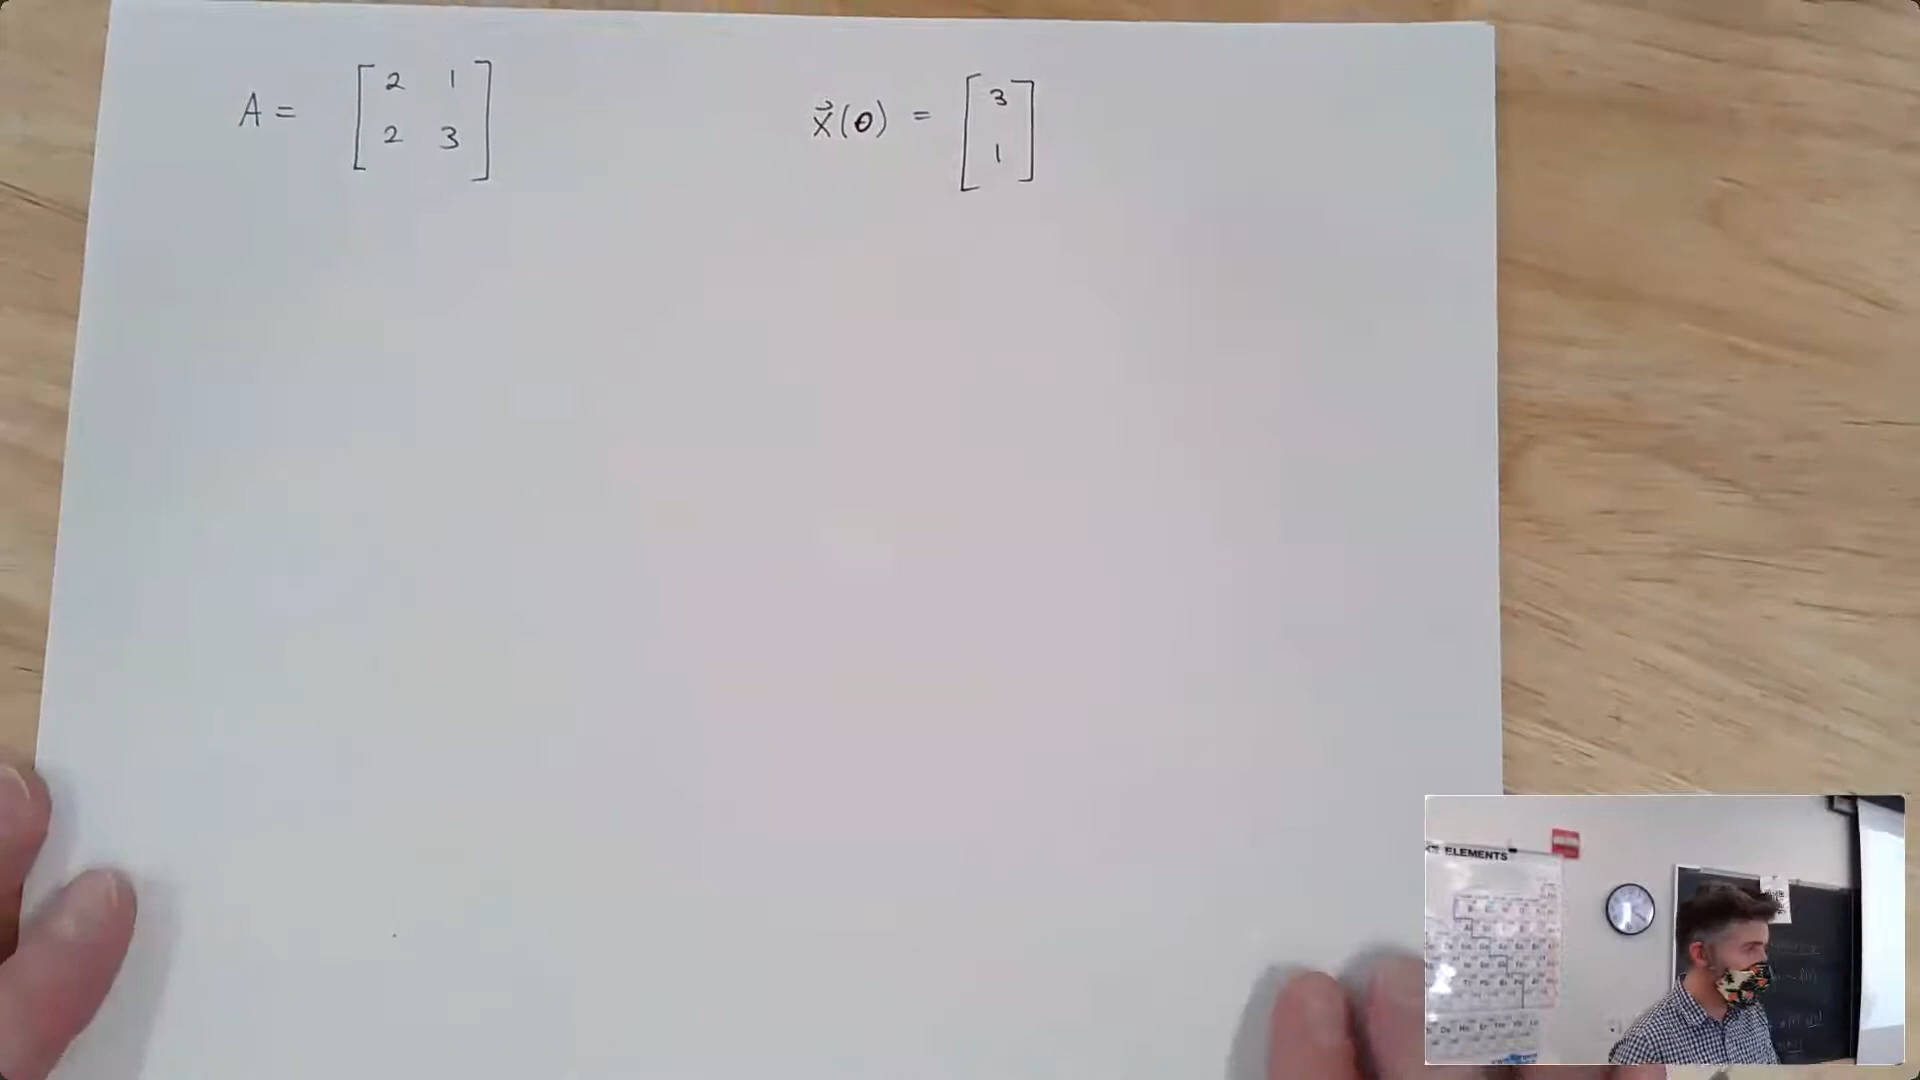 A = [ 2 1
2 3 ]
x⃗(0) = [ 3
1 ]
ELEMENTS